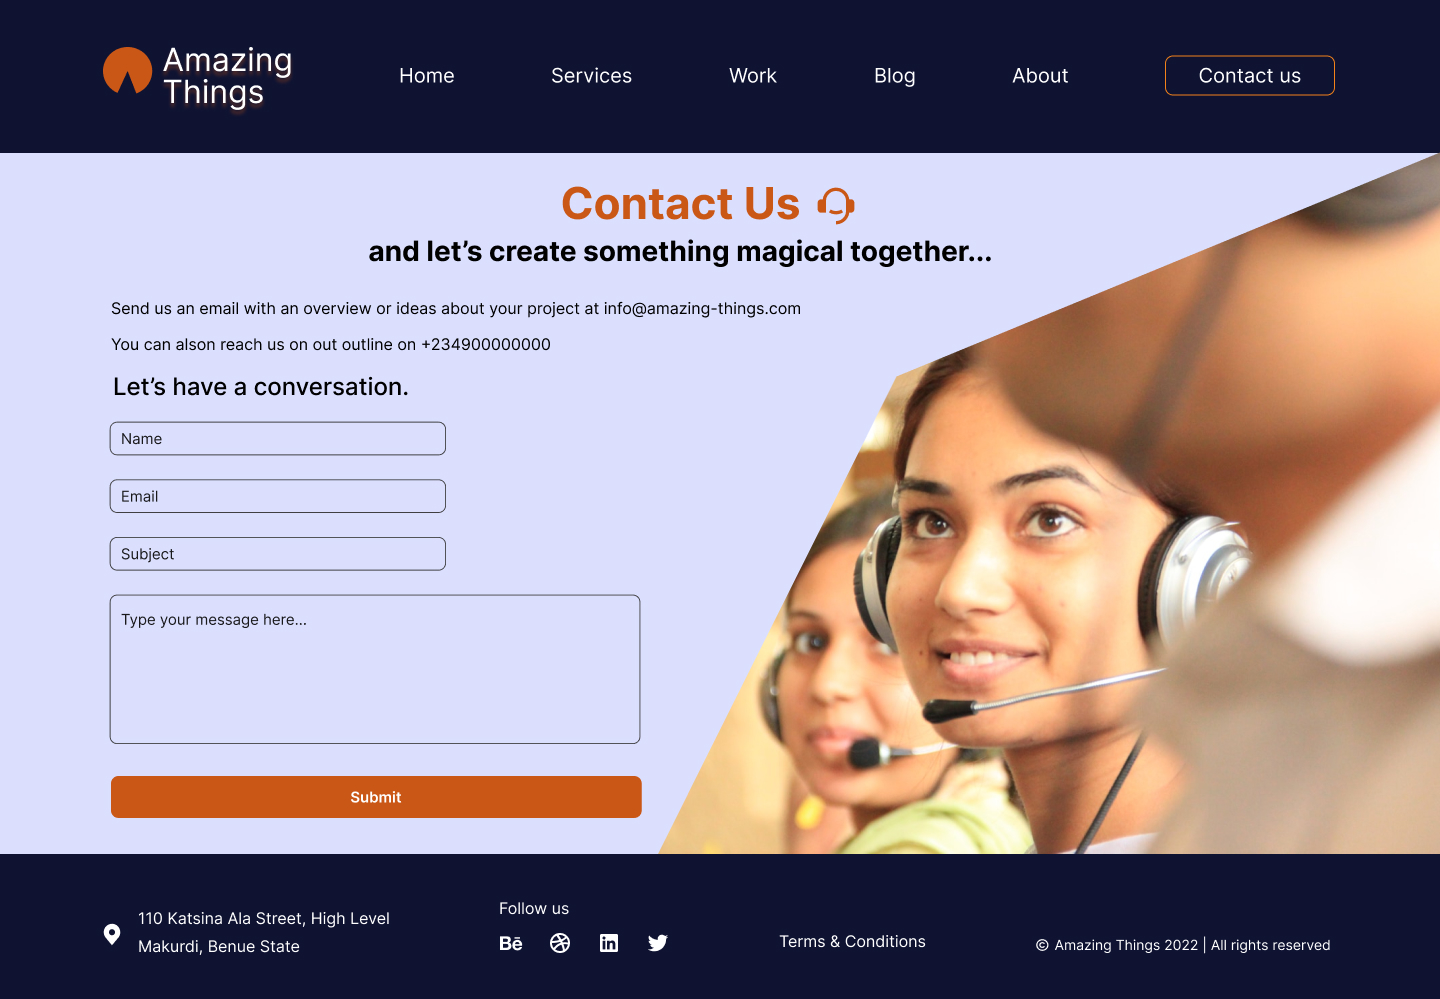 Amazing
Things
Home
Services
Work
Blog
About
Contact us
Contact Us
and let’s create something magical together...
Send us an email with an overview or ideas about your project at info@amazing-things.com
You can alson reach us on out outline on +234900000000
Let’s have a conversation.
Name
Email
Subject
Type your message here...
Submit
110 Katsina Ala Street, High Level
Makurdi, Benue State
Follow us
Bē
in
Terms & Conditions
© Amazing Things 2022 | All rights reserved